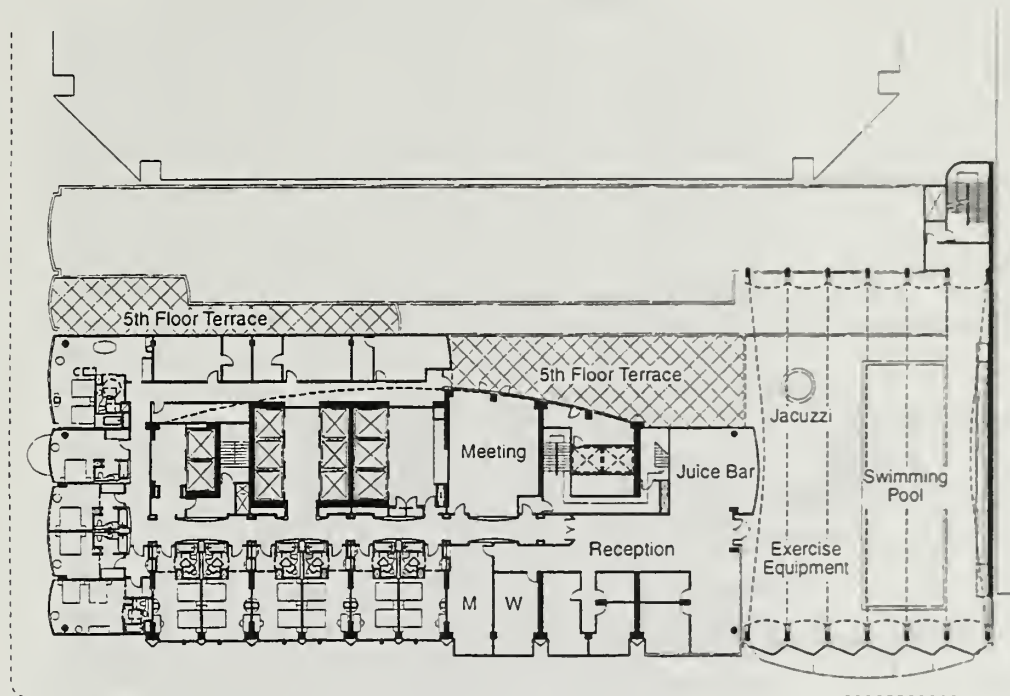 5th Floor Terrace
5th Floor Terrace
Jacuzzi
Meeting
Juice Bar
Swimming
Pool
Reception
Exercise
Equipment
M
W